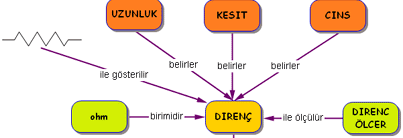 UZUNLUK
KESIT
CINS
ile gösterilir
belirler
belirler
belirler
ohm
birimidir
DIRENÇ
ile ölçülür
DIRENC
ÖLCER